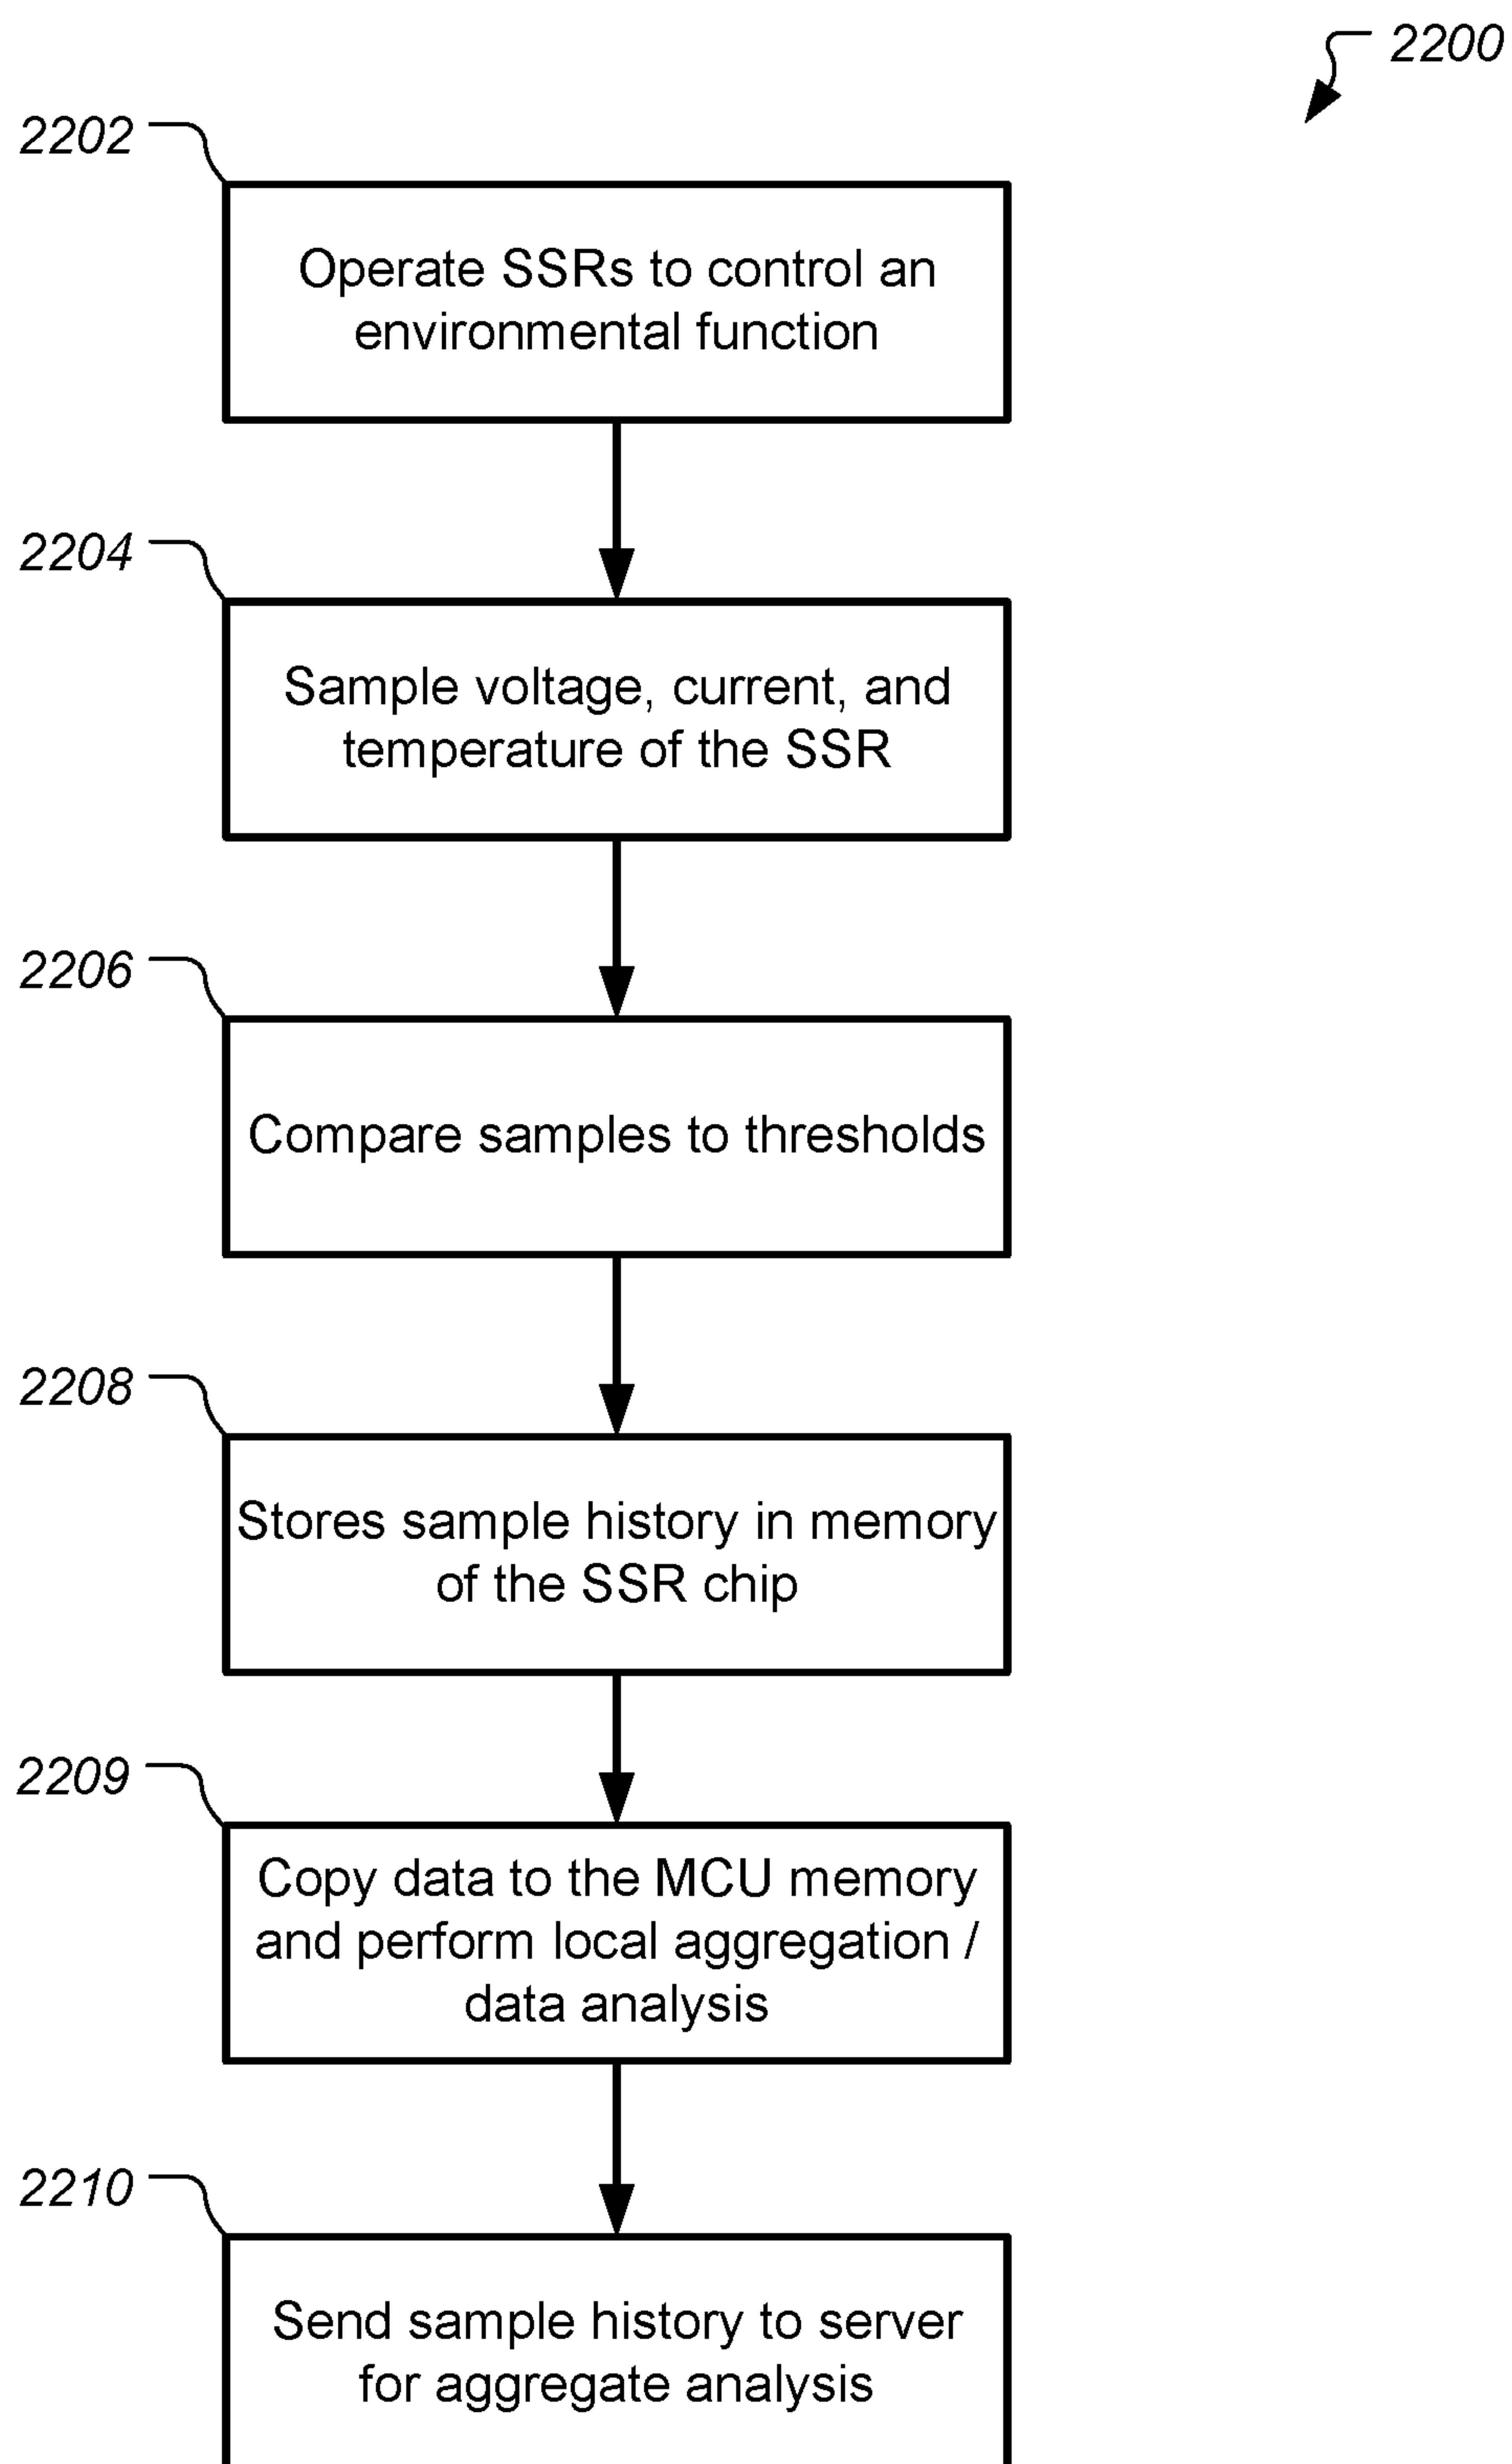 2200
2202
Operate SSRs to control an
environmental function
2204
Sample voltage, current, and
temperature of the SSR
2206
Compare samples to thresholds
2208
Stores sample history in memory
of the SSR chip
2209
Copy data to the MCU memory
and perform local aggregation /
data analysis
2210
Send sample history to server
for aggregate analysis